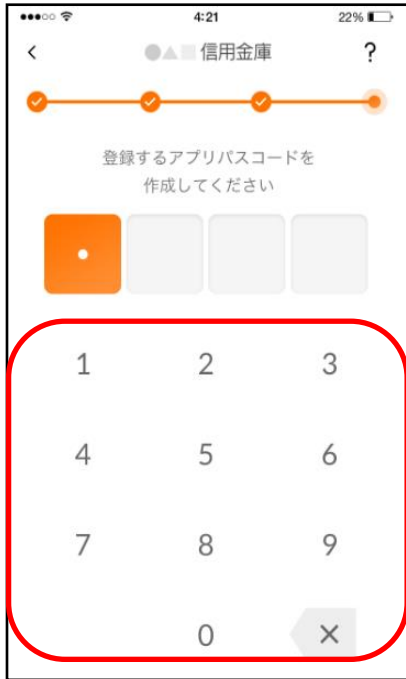 4:21
22%
●▲■ 信用金庫
?
登録するアプリパスコードを
作成してください
1 2 3
4 5 6
7 8 9
0 ×